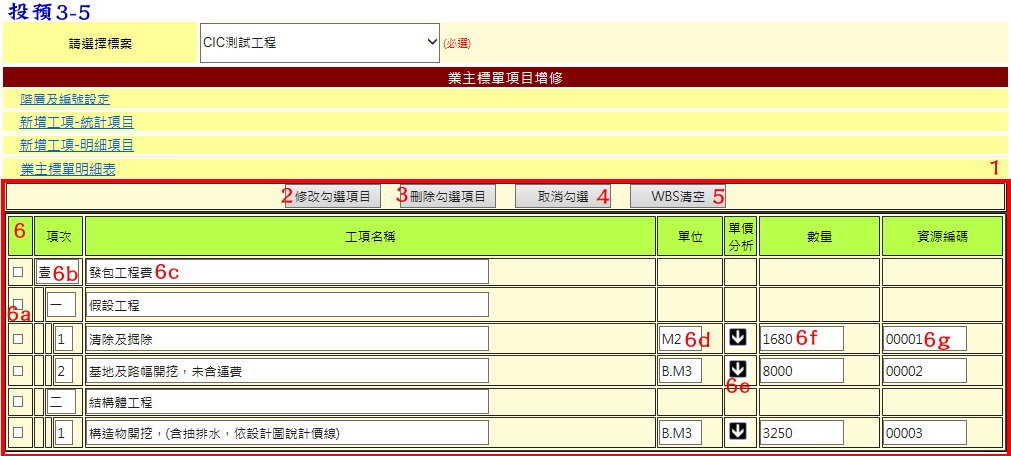 投預3-5
請選擇標案 CIC測試工程 (必選)
業主標單項目增修
階層及編號設定
新增工項-統計項目
新增工項-明細項目
業主標單明細表 1
2 修改勾選項目 3 刪除勾選項目 取消勾選 4 WBS清空 5
6 項次 工項名稱 單位 單價分析 數量 資源編碼
壹 6b 發包工程費 6c
6a 一 假設工程
1 清除及掘除 M2 6d 1680 6f 00001 6g
2 基地及路幅開挖，未含運費 B.M3 6e 8000 00002
二 結構體工程
1 構造物開挖，(含抽排水，依設計圖說計價線) B.M3 3250 00003